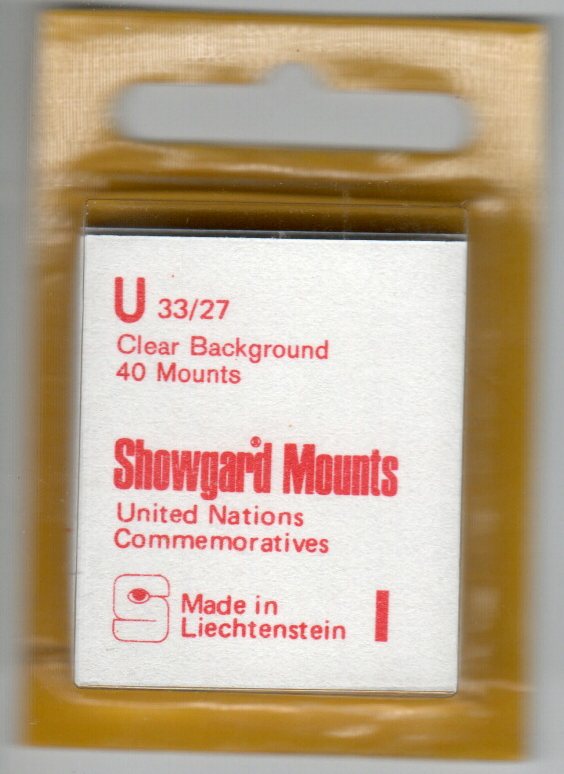 U 33/27
Clear Background
40 Mounts
Showgard® Mounts
United Nations
Commemoratives
Made in
Liechtenstein